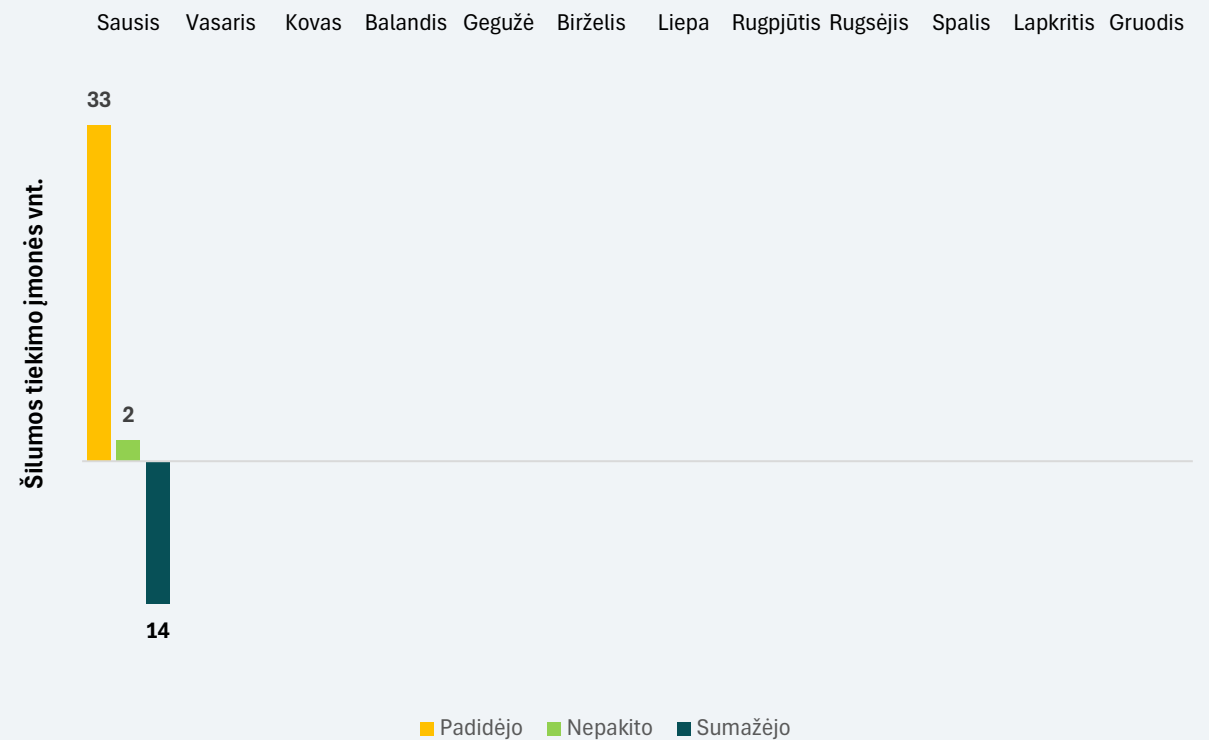 Sausis Vasaris Kovas Balandis Gegužė Birželis Liepa Rugpjūtis Rugsėjis Spalis Lapkritis Gruodis
33
Šilumos tiekimo įmonės vnt.
2
14
Padidėjo Nepakito Sumažėjo